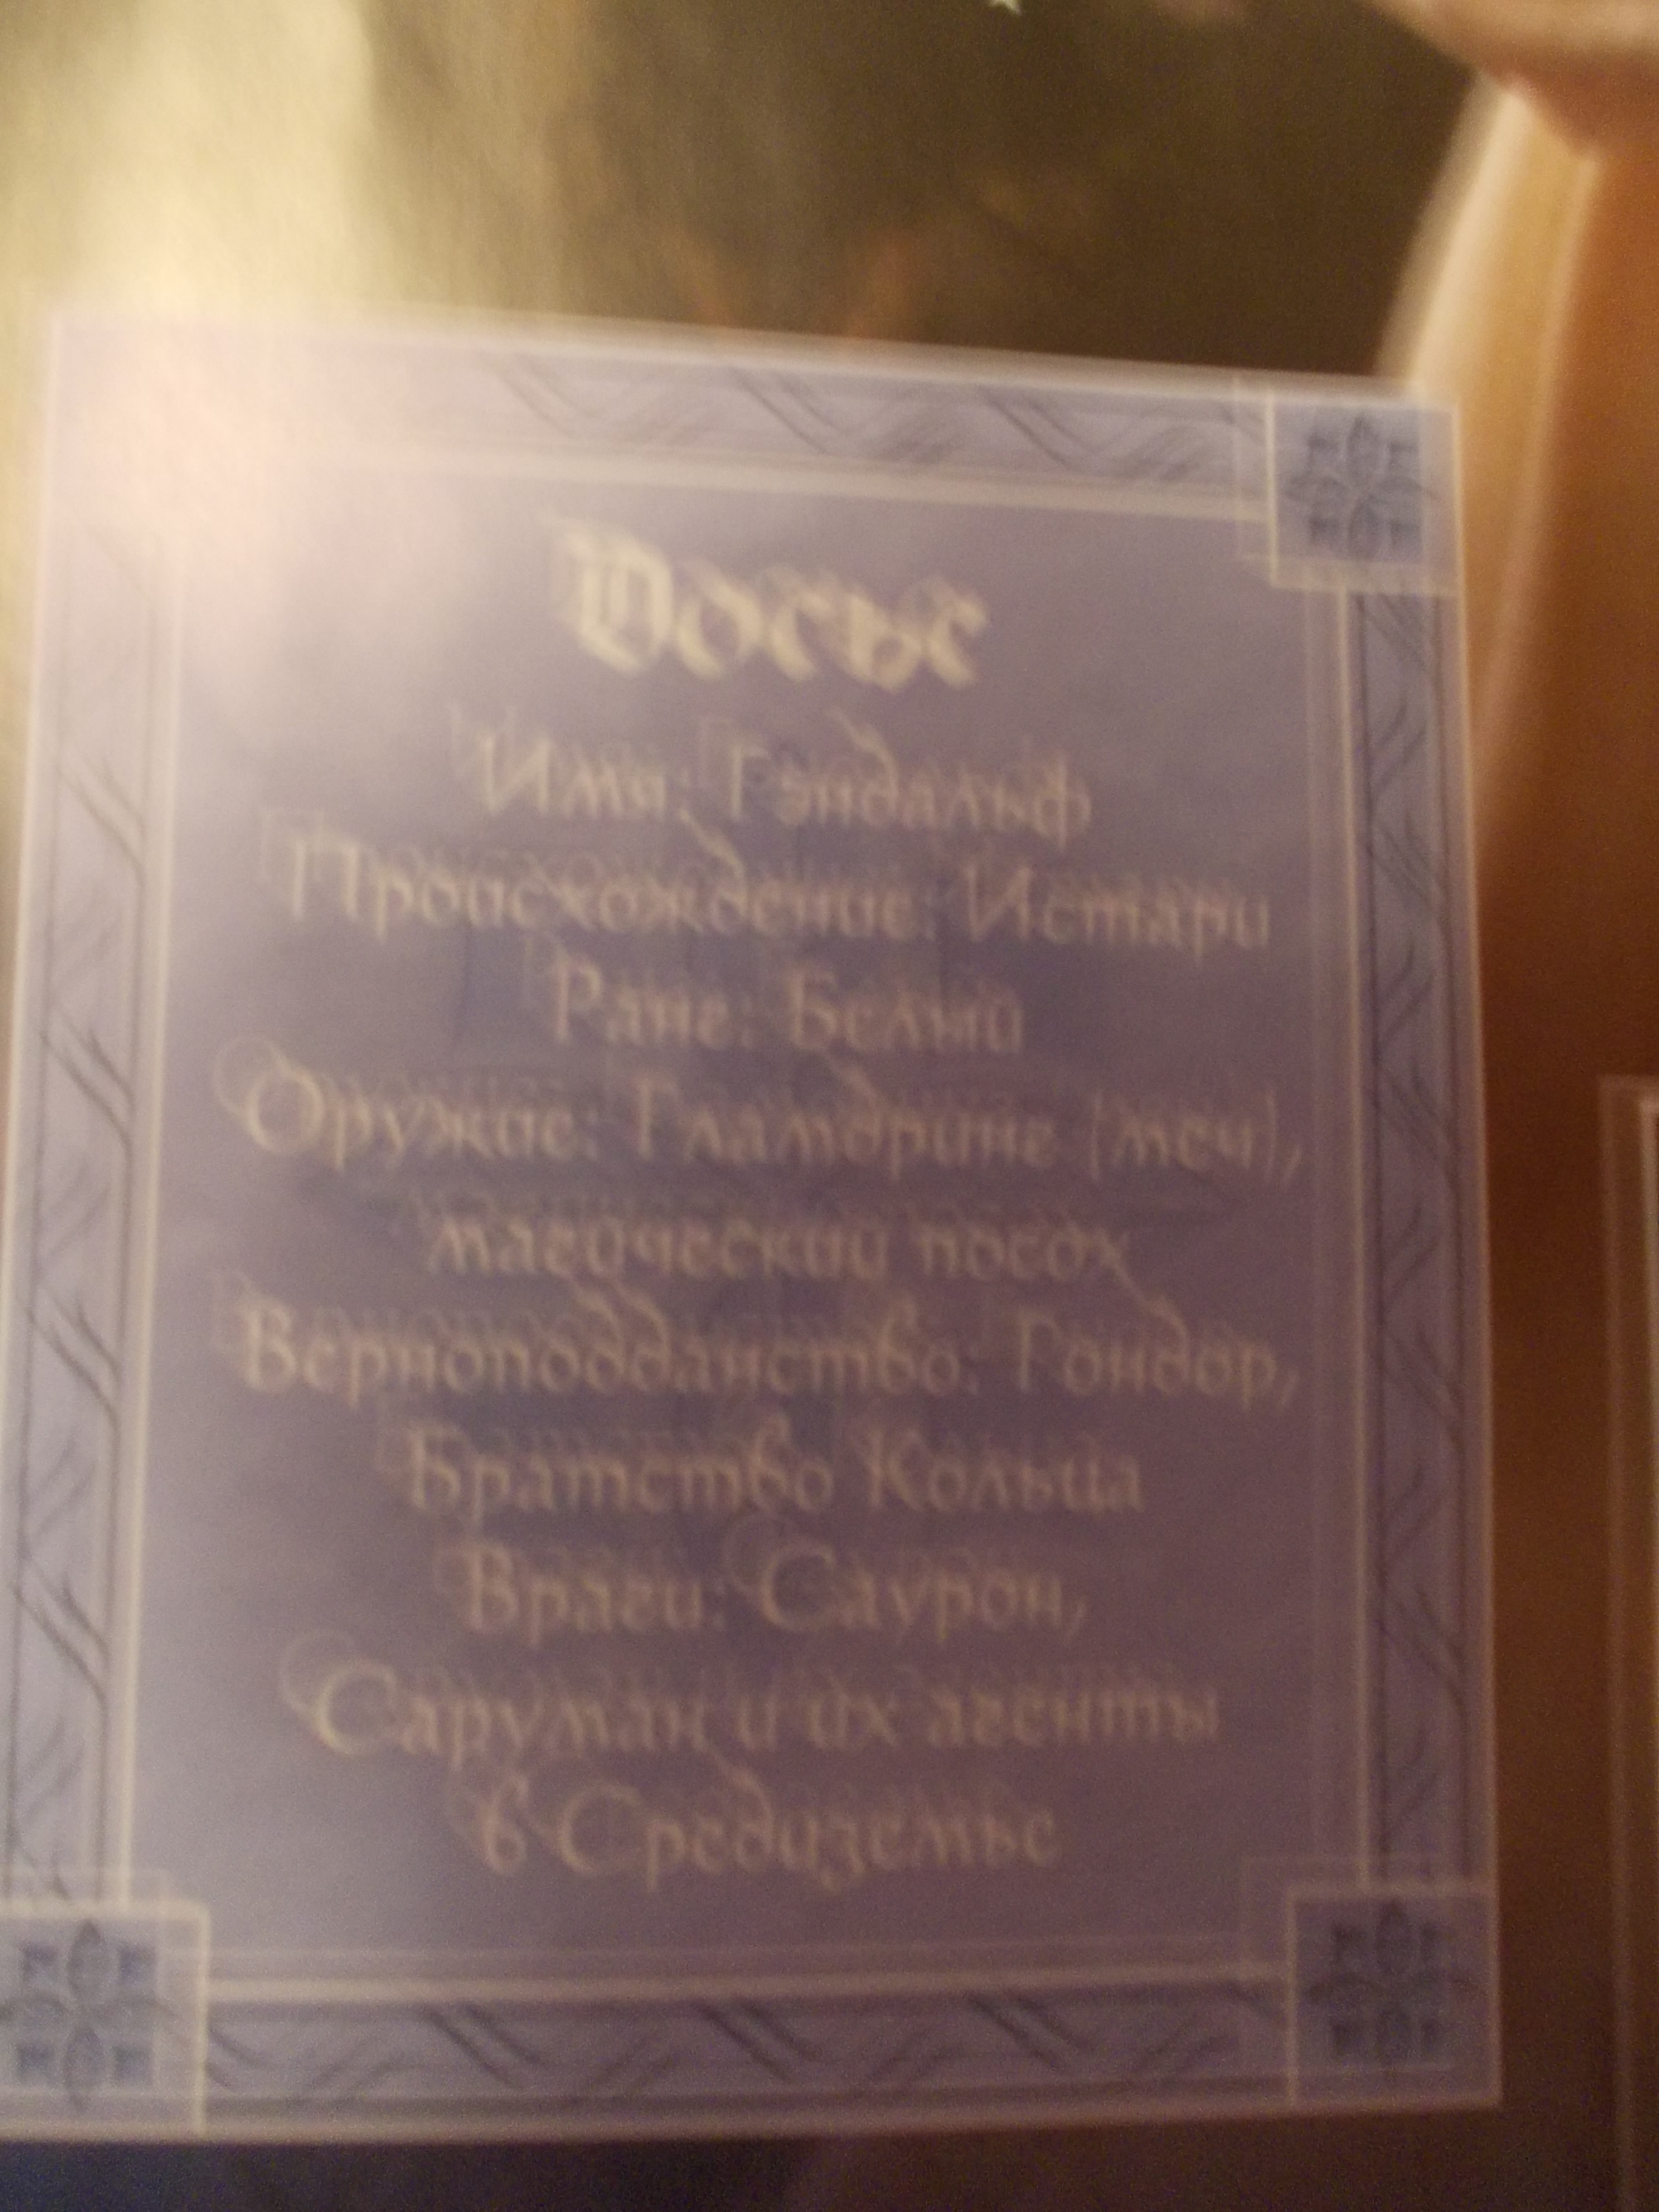 Досье
Имя: Гэндальф
Происхождение: Истари
Ранг: Белый
Оружие: Гламдринг (меч),
магический посох
Верноподданство: Гондор,
Братство Кольца
Враги: Саурон,
Саруман и их агенты
в Средиземье